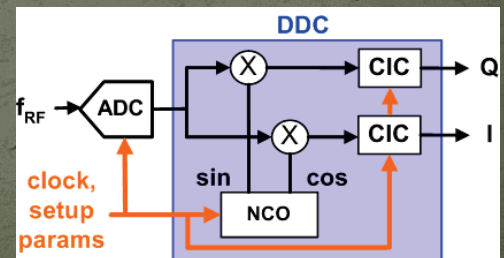 DDC
X
CIC
Q
f_RF
ADC
X
CIC
I
clock,
setup
params
sin
cos
NCO